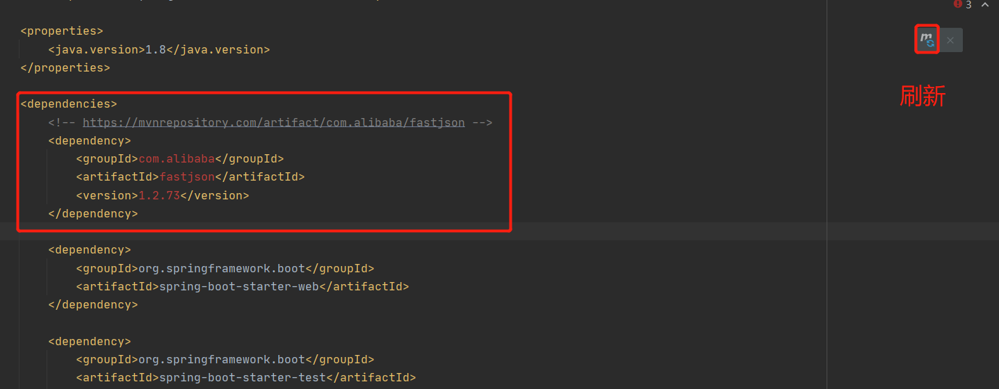 3
<properties>
<java.version>1.8</java.version>
</properties>
刷新
<dependencies>
<!-- https://mvnrepository.com/artifact/com.alibaba/fastjson -->
<dependency>
<groupId>com.alibaba</groupId>
<artifactId>fastjson</artifactId>
<version>1.2.73</version>
</dependency>
<dependency>
<groupId>org.springframework.boot</groupId>
<artifactId>spring-boot-starter-web</artifactId>
</dependency>
<dependency>
<groupId>org.springframework.boot</groupId>
<artifactId>spring-boot-starter-test</artifactId>